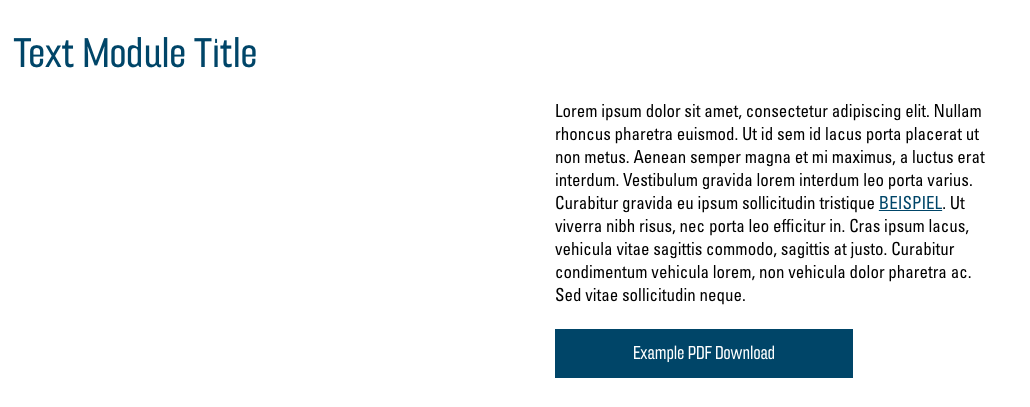 Text Module Title
Lorem ipsum dolor sit amet, consectetur adipiscing elit. Nullam
rhoncus pharetra euismod. Ut id sem id lacus porta placerat ut
non metus. Aenean semper magna et mi maximus, a luctus erat
interdum. Vestibulum gravida lorem interdum leo porta varius.
Curabitur gravida eu ipsum sollicitudin tristique BEISPIEL. Ut
viverra nibh risus, nec porta leo efficitur in. Cras ipsum lacus,
vehicula vitae sagittis commodo, sagittis at justo. Curabitur
condimentum vehicula lorem, non vehicula dolor pharetra ac.
Sed vitae sollicitudin neque.
Example PDF Download